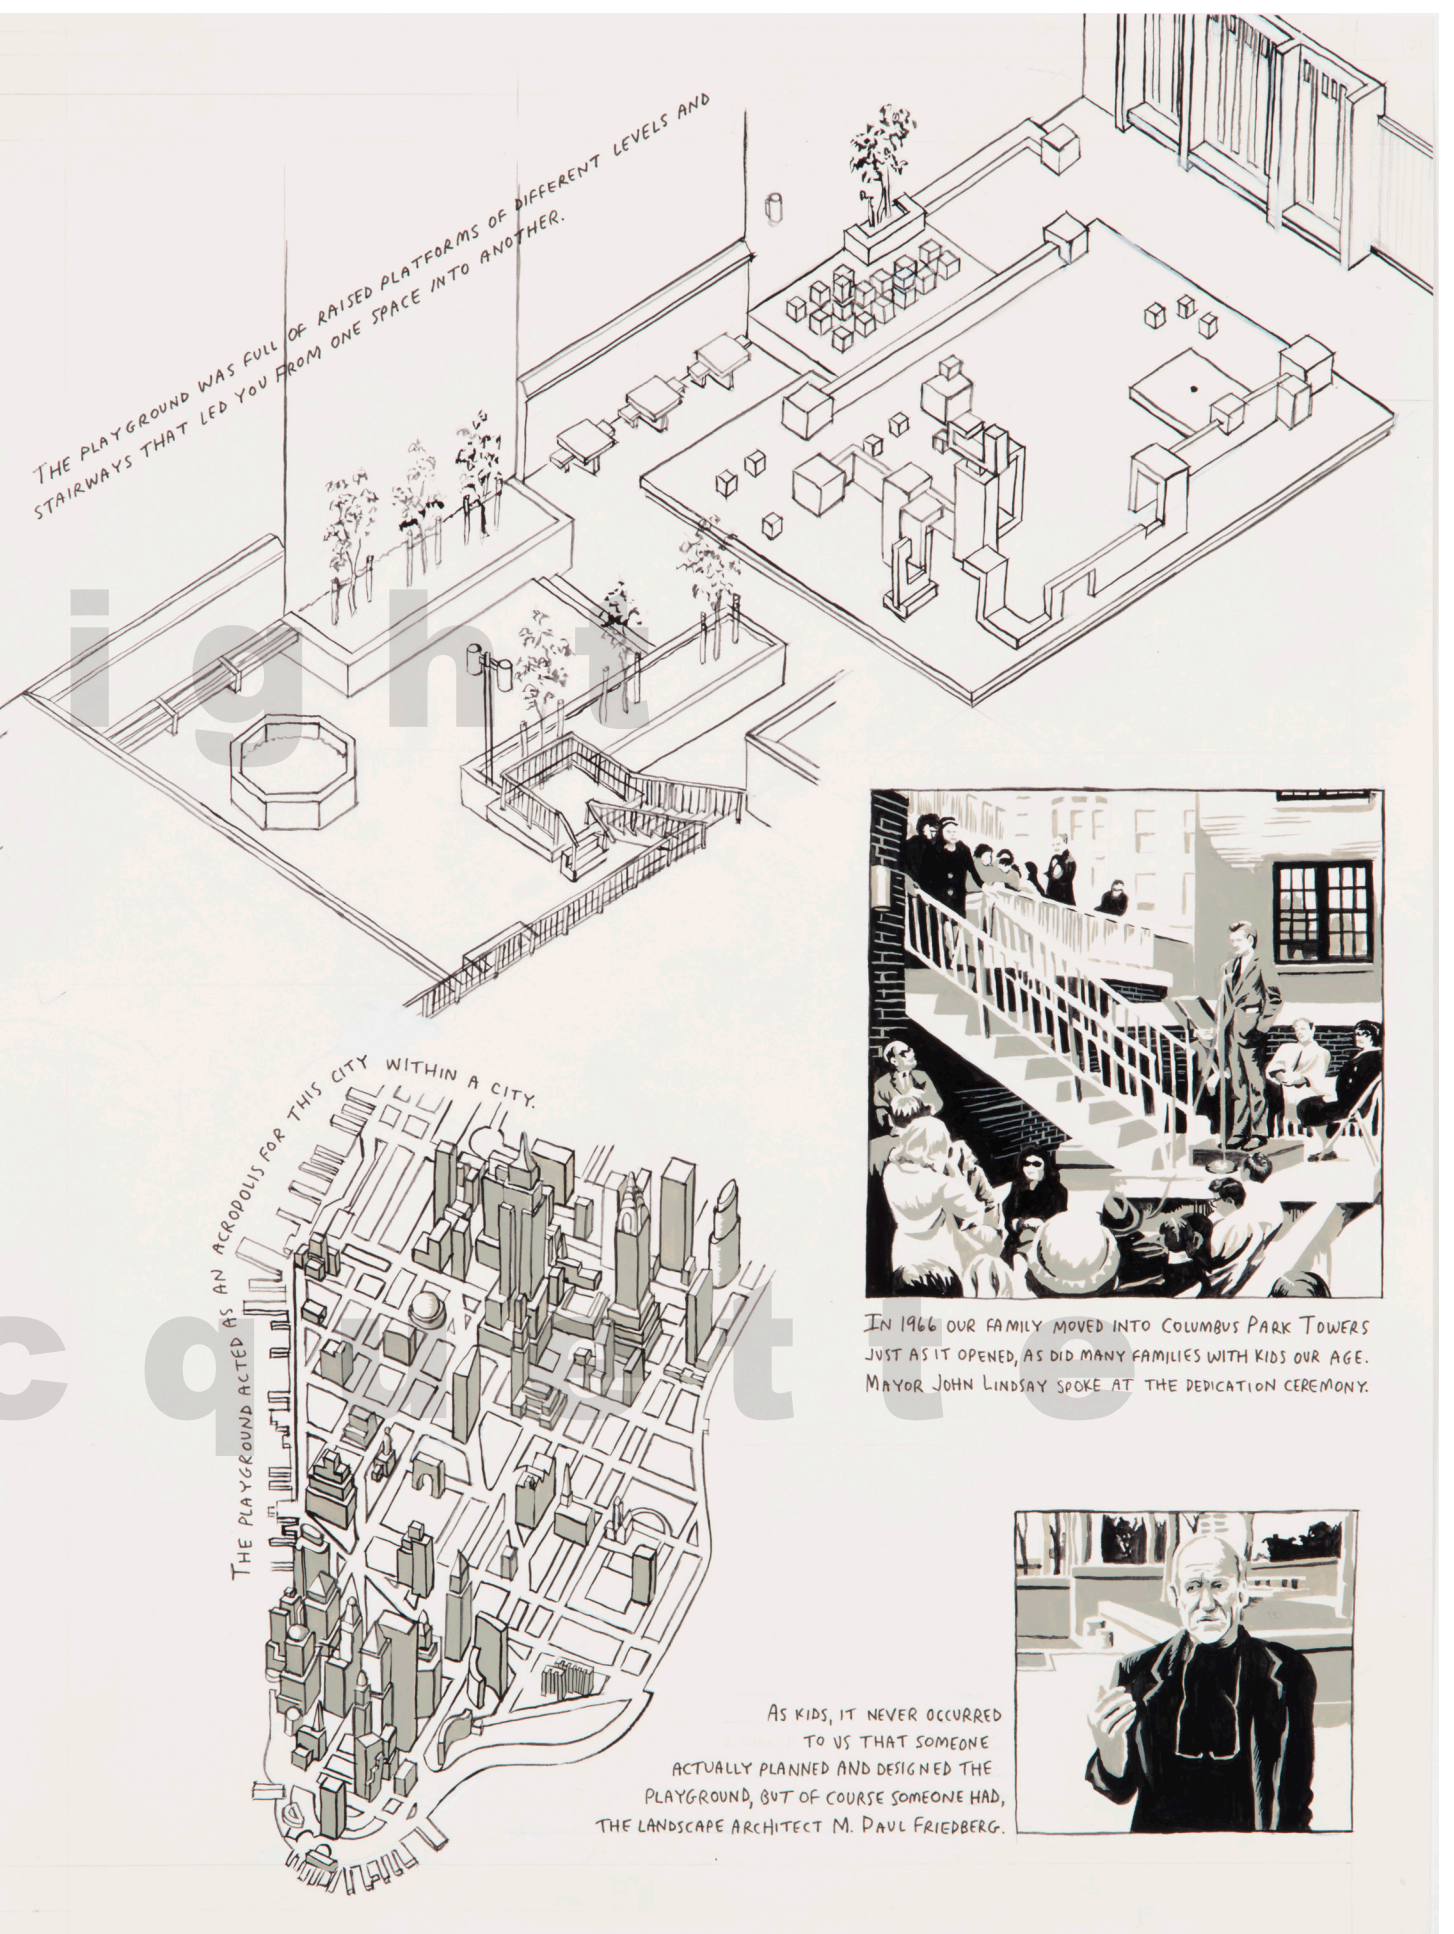 THE PLAYGROUND WAS FULL OF RAISED PLATFORMS OF DIFFERENT LEVELS AND
STAIRWAYS THAT LED YOU FROM ONE SPACE INTO ANOTHER.
ight
IN 1966 OUR FAMILY MOVED INTO COLUMBUS PARK TOWERS
JUST AS IT OPENED, AS DID MANY FAMILIES WITH KIDS OUR AGE.
MAYOR JOHN LINDSAY SPOKE AT THE DEDICATION CEREMONY.
THE PLAYGROUND ACTED AS AN ACROPOLIS FOR THIS CITY WITHIN A CITY.
cquetto
AS KIDS, IT NEVER OCCURRED
TO US THAT SOMEONE
ACTUALLY PLANNED AND DESIGNED THE
PLAYGROUND, BUT OF COURSE SOMEONE HAD,
THE LANDSCAPE ARCHITECT M. PAUL FRIEDBERG.